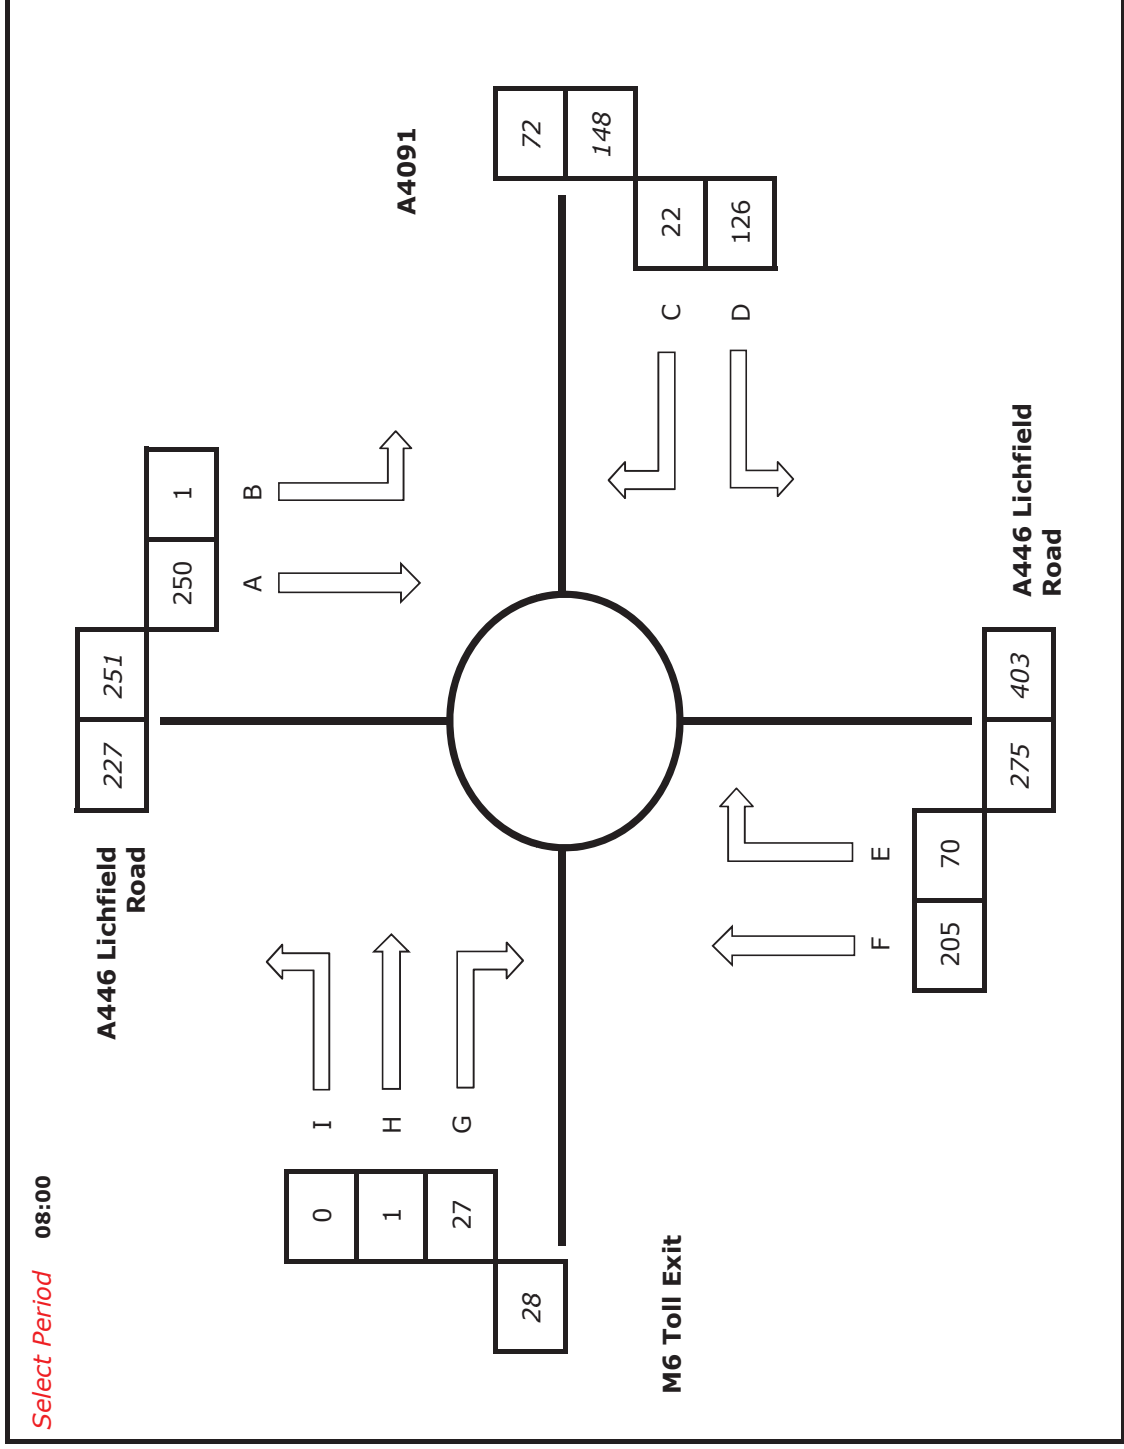 Select Period 08:00
A446 Lichfield
Road
227 251
250 1
A B
0 I
1 H
A4091
27 G
28
72
148
M6 Toll Exit
C 22
D 126
F E
205 70
275 403
A446 Lichfield
Road